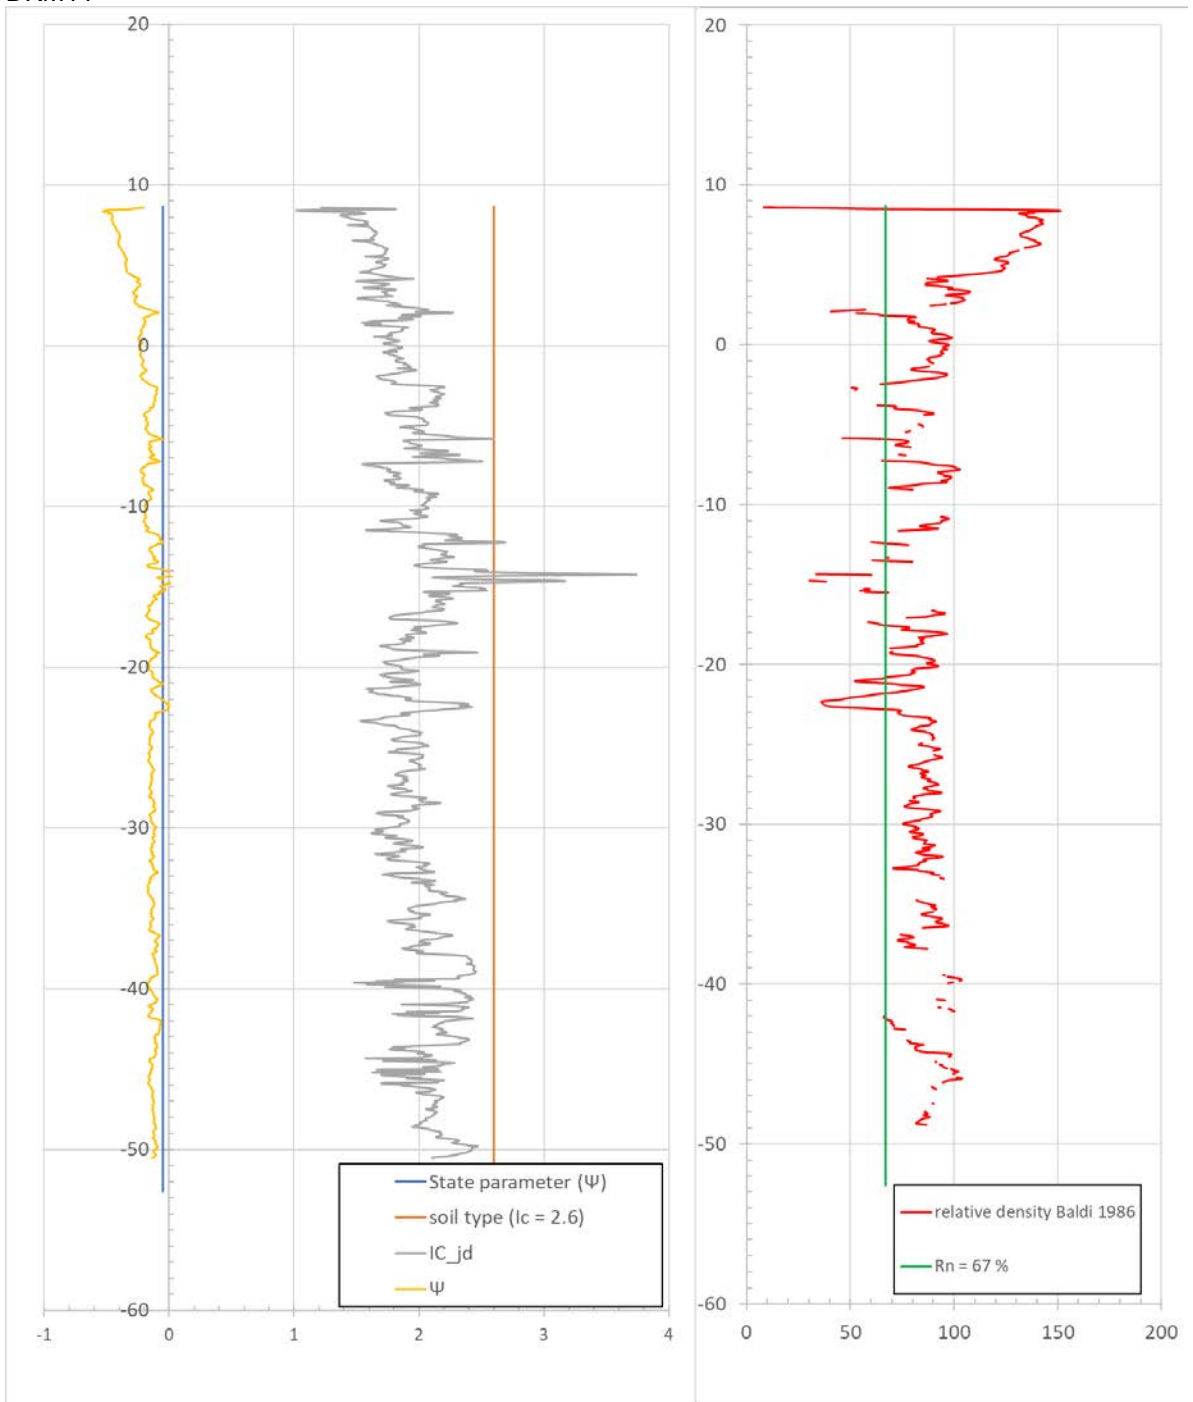 20
10
0
-10
-20
-30
-40
-50
-60
-1 0 1 2 3 4
State parameter (Ψ)
soil type (Ic = 2.6)
IC_jd
Ψ
20
10
0
-10
-20
-30
-40
-50
-60
0 50 100 150 200
relative density Baldi 1986
Rn = 67 %